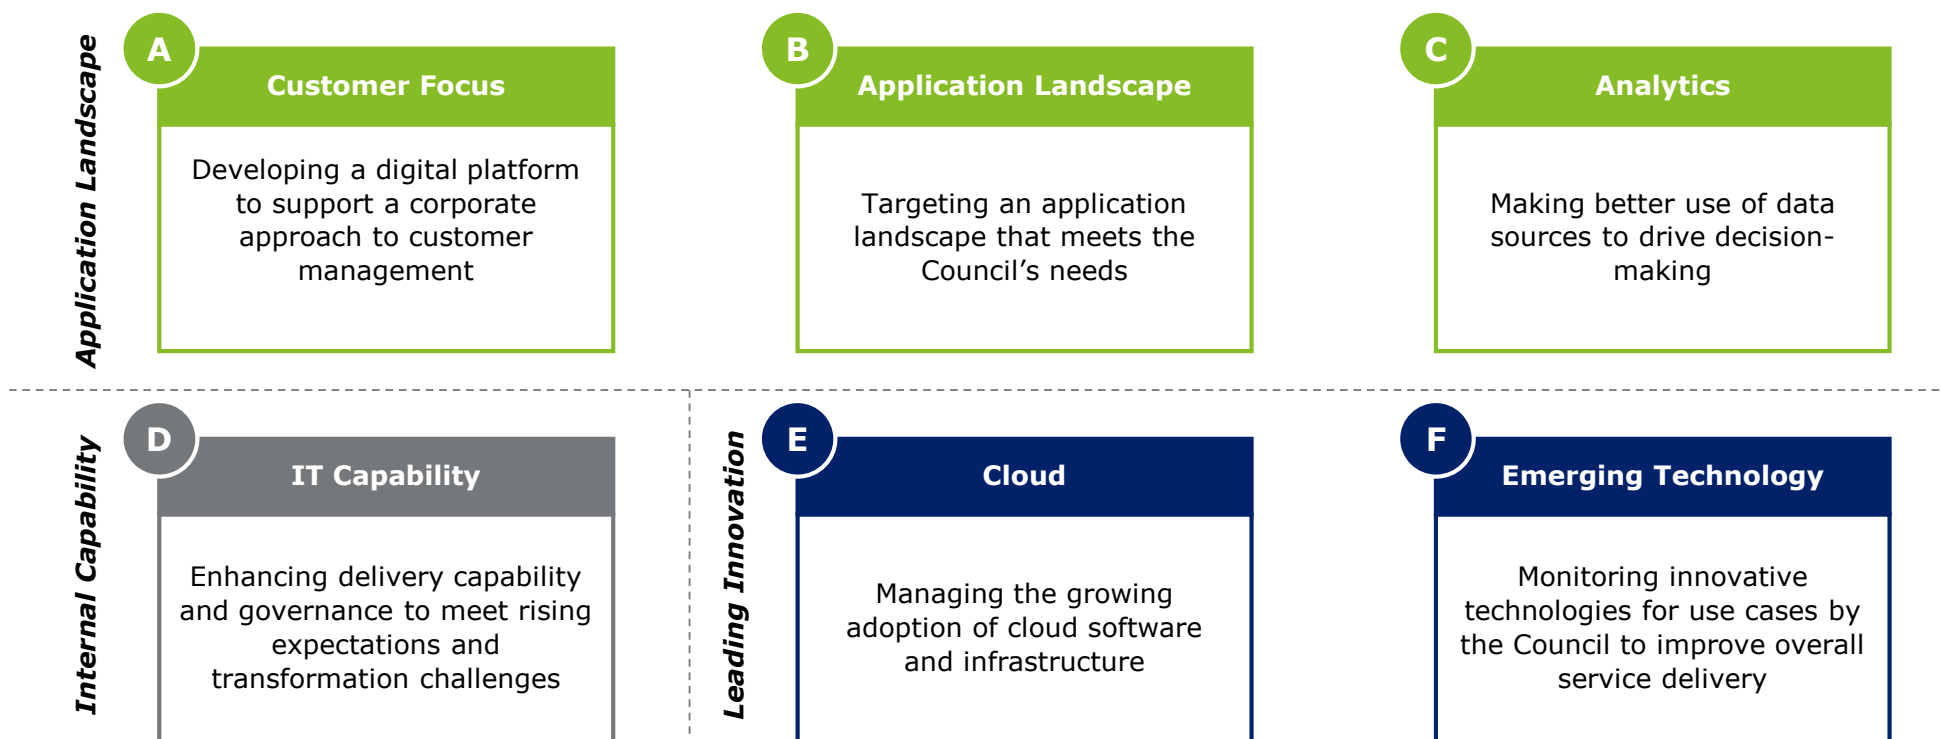 Application Landscape
A
Customer Focus
Developing a digital platform
to support a corporate
approach to customer
management
B
Application Landscape
Targeting an application
landscape that meets the
Council’s needs
C
Analytics
Making better use of data
sources to drive decision-
making
Internal Capability
D
IT Capability
Enhancing delivery capability
and governance to meet rising
expectations and
transformation challenges
Leading Innovation
E
Cloud
Managing the growing
adoption of cloud software
and infrastructure
F
Emerging Technology
Monitoring innovative
technologies for use cases by
the Council to improve overall
service delivery